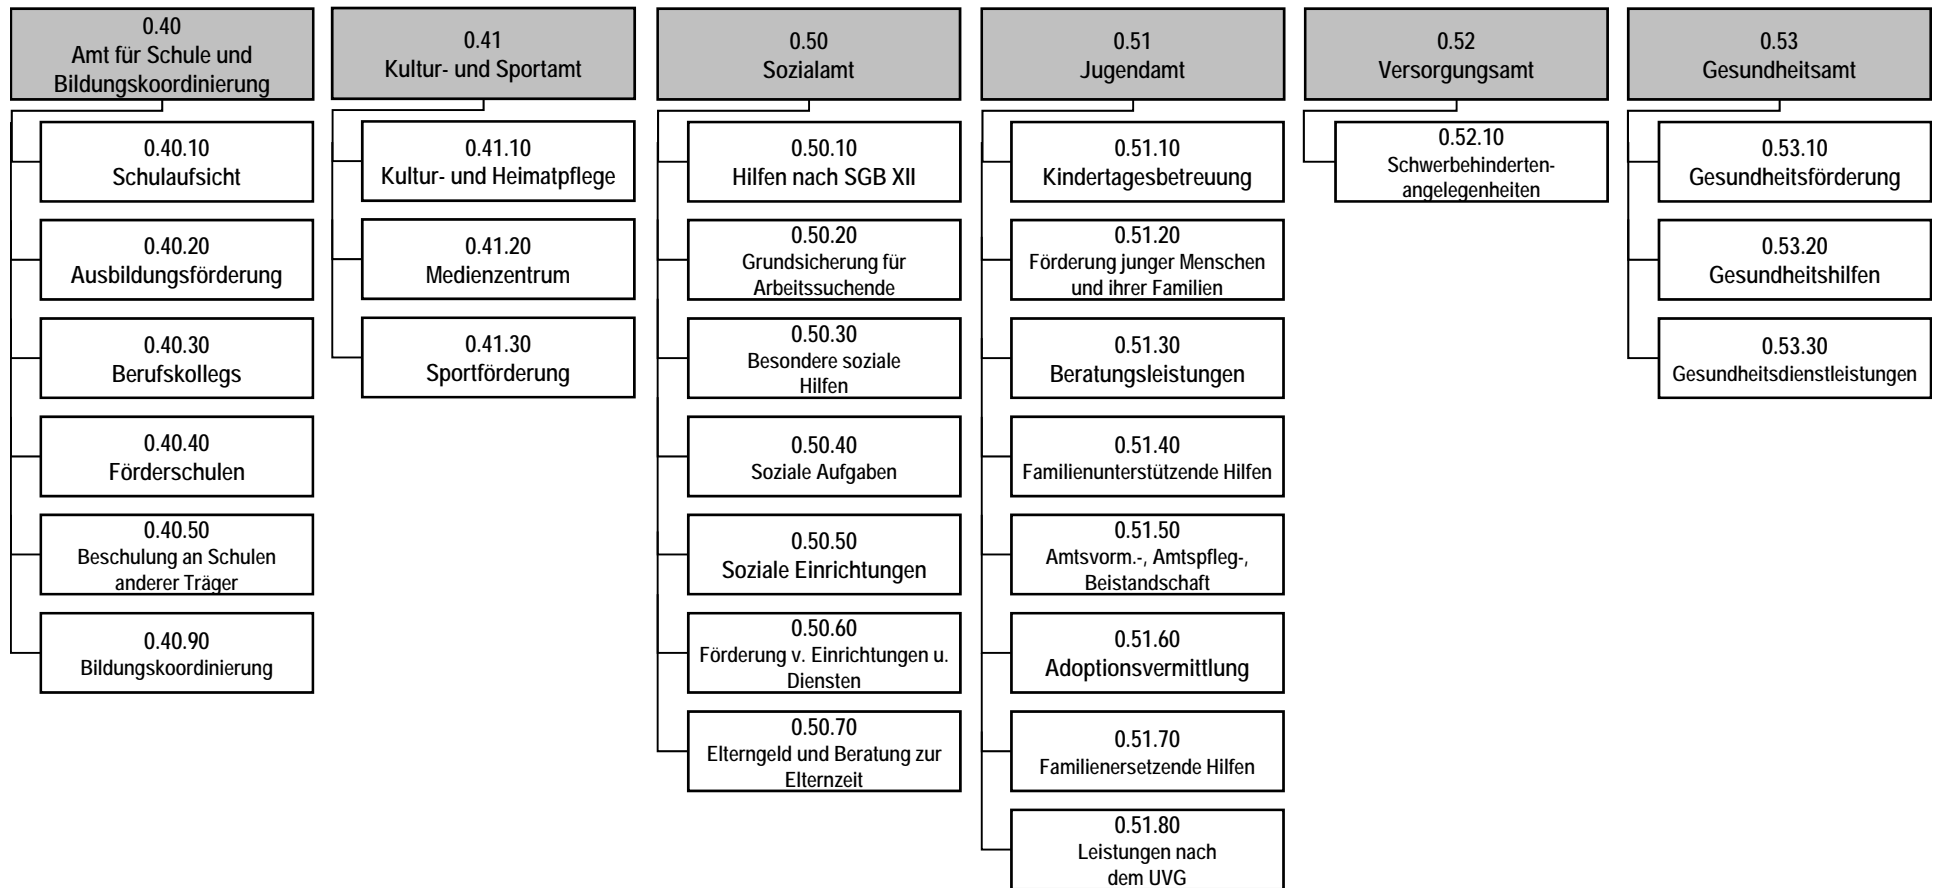 0.40
Amt für Schule und
Bildungskoordinierung
0.40.10
Schulaufsicht
0.40.20
Ausbildungsförderung
0.40.30
Berufskollegs
0.40.40
Förderschulen
0.40.50
Beschulung an Schulen
anderer Träger
0.40.90
Bildungskoordinierung
0.41
Kultur- und Sportamt
0.41.10
Kultur- und Heimatpflege
0.41.20
Medienzentrum
0.41.30
Sportförderung
0.50
Sozialamt
0.50.10
Hilfen nach SGB XII
0.50.20
Grundsicherung für
Arbeitssuchende
0.50.30
Besondere soziale
Hilfen
0.50.40
Soziale Aufgaben
0.50.50
Soziale Einrichtungen
0.50.60
Förderung v. Einrichtungen u.
Diensten
0.50.70
Elterngeld und Beratung zur
Elternzeit
0.51
Jugendamt
0.51.10
Kindertagesbetreuung
0.51.20
Förderung junger Menschen
und ihrer Familien
0.51.30
Beratungsleistungen
0.51.40
Familienunterstützende Hilfen
0.51.50
Amtsvorm.-, Amtspfleg-,
Beistandschaft
0.51.60
Adoptionsvermittlung
0.51.70
Familienersetzende Hilfen
0.51.80
Leistungen nach
dem UVG
0.52
Versorgungsamt
0.52.10
Schwerbehinderten-
angelegenheiten
0.53
Gesundheitsamt
0.53.10
Gesundheitsförderung
0.53.20
Gesundheitshilfen
0.53.30
Gesundheitsdienstleistungen